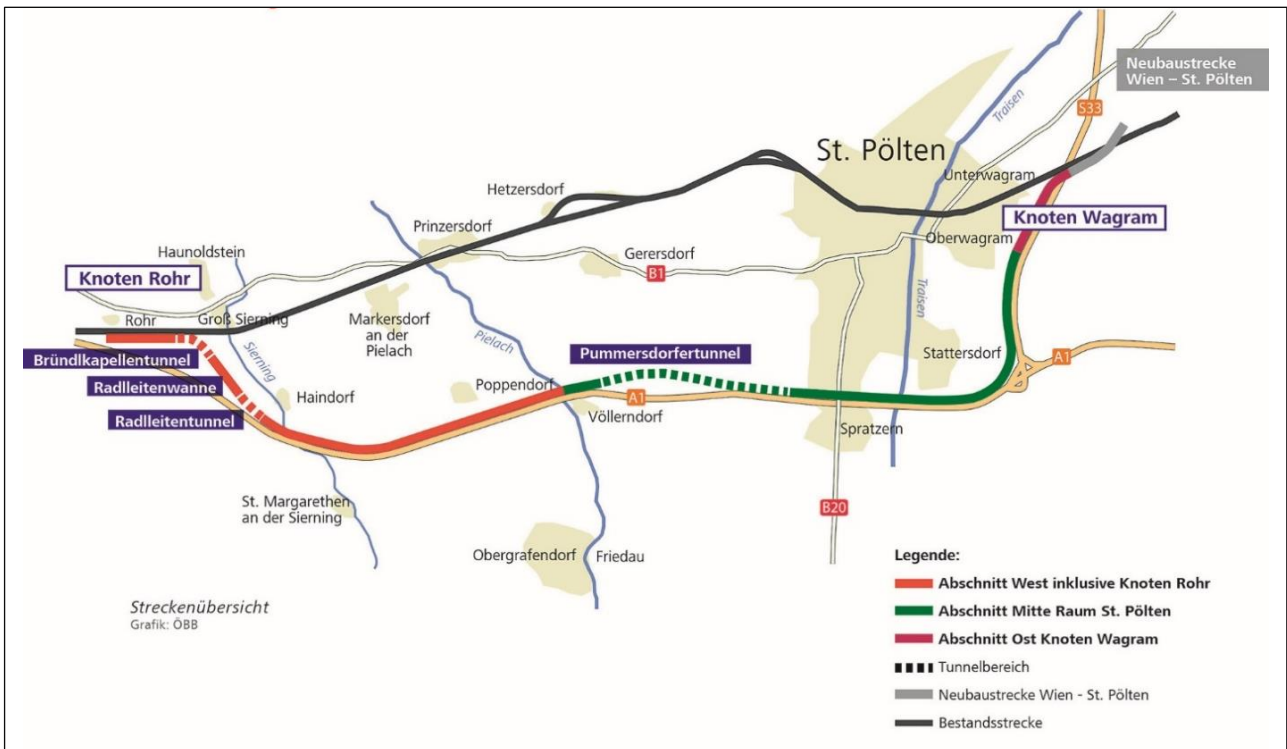 Neubaustrecke
Wien – St. Pölten
Traisen
S33
St. Pölten
Unterwagram
Hetzersdorf
Knoten Wagram
Prinzersdorf
Oberwagram
Haunoldstein
Gerersdorf
B1
Knoten Rohr
Rohr
Groß Sierning
Markersdorf
an der
Pielach
Pielach
Traisen
Sierning
Bründlkapellentunnel
Pummersdorfertunnel
Stattersdorf
A1
Radlleitenwanne
Haindorf
Poppendorf
A1
Radlleitentunnel
Völlerndorf
Spratzern
St. Margarethen
an der Sierning
B20
Obergrafendorf
Friedau
Legende:
Abschnitt West inklusive Knoten Rohr
Abschnitt Mitte Raum St. Pölten
Abschnitt Ost Knoten Wagram
Tunnelbereich
Neubaustrecke Wien - St. Pölten
Bestandsstrecke
Streckenübersicht
Grafik: ÖBB